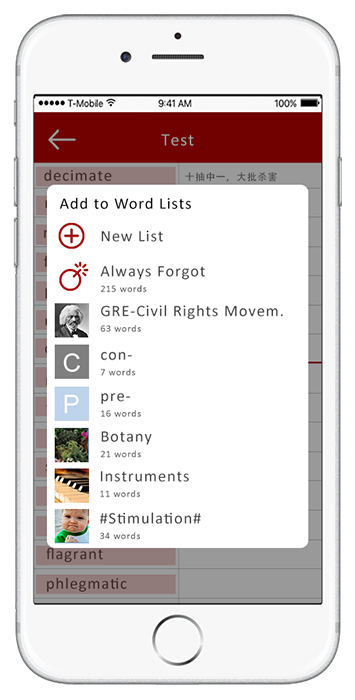 T-Mobile 9:41 AM 100%
Test
decimate 十抽中一，大批杀害
Add to Word Lists
New List
Always Forgot
215 words
GRE-Civil Rights Movem.
63 words
C con-
7 words
P pre-
16 words
Botany
21 words
Instruments
11 words
#Stimulation#
34 words
flagrant
phlegmatic